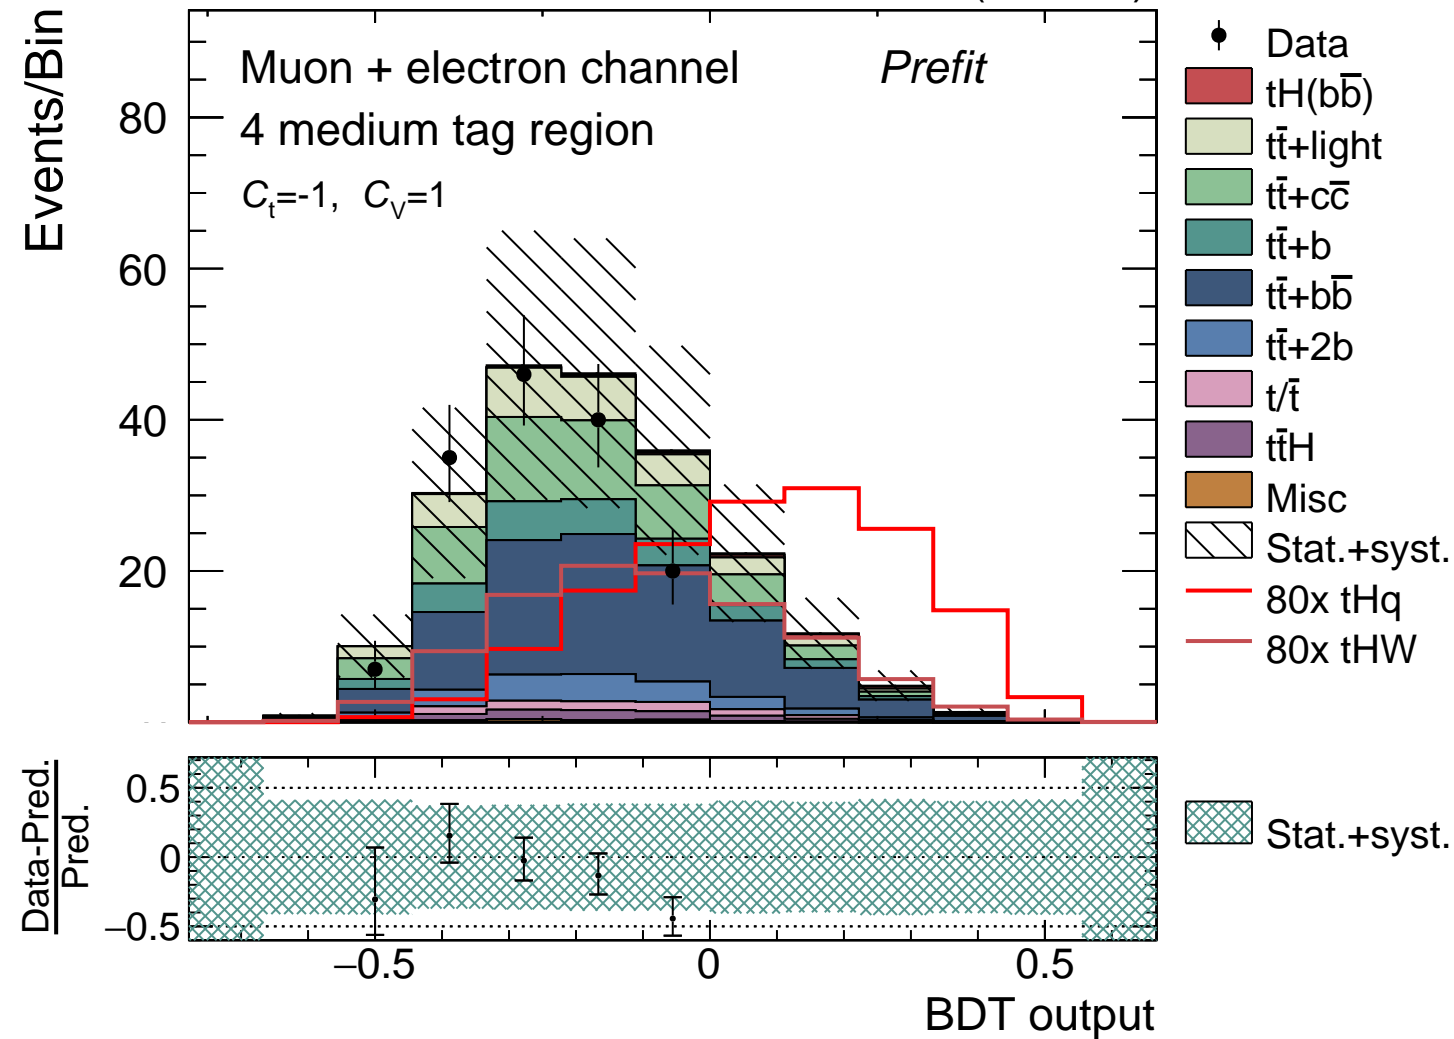 Events/Bin
80
60
40
20
Muon + electron channel
Prefit
4 medium tag region
Cₜ=-1, C_V=1
Data
tH(bb̅)
tt̅+light
tt̅+cc̅
tt̅+b
tt̅+bb̅
tt̅+2b
t/t̅
tt̅H
Misc
Stat.+syst.
80x tHq
80x tHW
Data-Pred.
Pred.
0.5
0
−0.5
Stat.+syst.
−0.5
0
0.5
BDT output